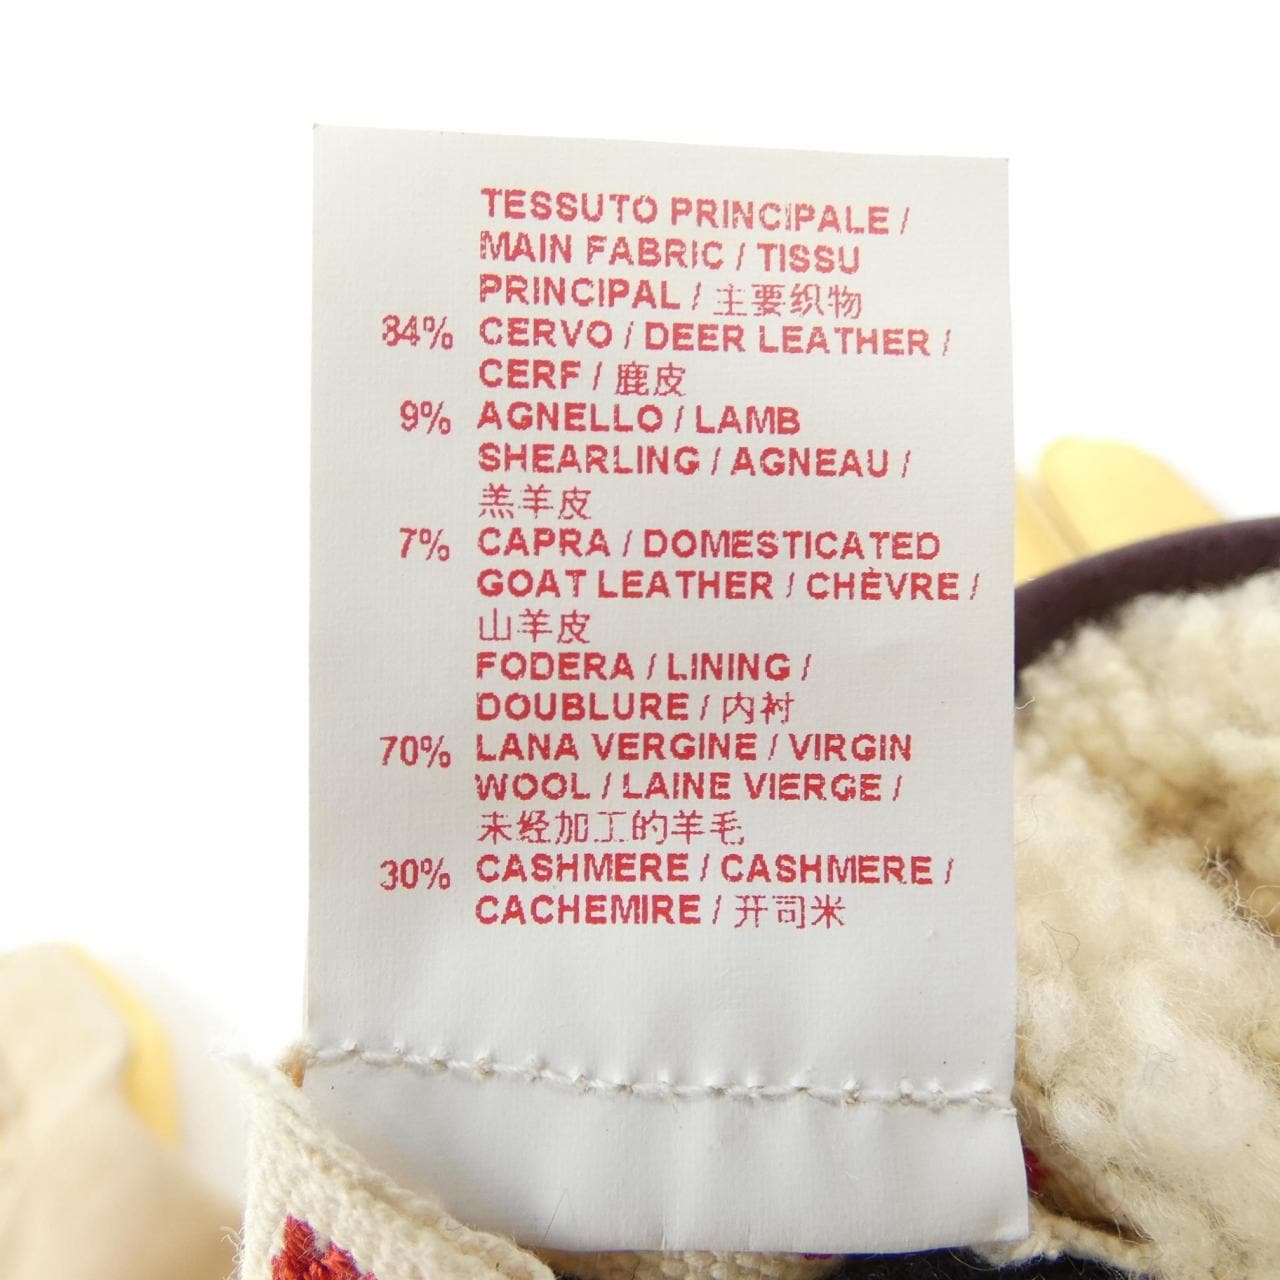 TESSUTO PRINCIPALE /
MAIN FABRIC / TISSU
PRINCIPAL / 主要织物
84% CERVO / DEER LEATHER /
CERF / 鹿皮
9% AGNELLO / LAMB
SHEARLING / AGNEAU /
羔羊皮
7% CAPRA / DOMESTICATED
GOAT LEATHER / CHÈVRE /
山羊皮
FODERA / LINING /
DOUBLURE / 内衬
70% LANA VERGINE / VIRGIN
WOOL / LAINE VIERGE /
未经加工的羊毛
30% CASHMERE / CASHMERE /
CACHEMIRE / 开司米